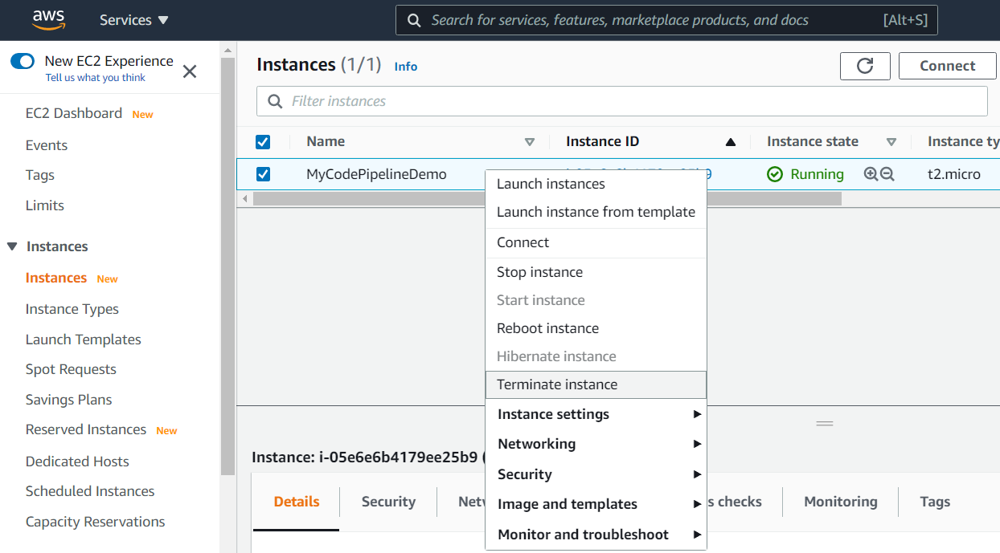 aws
Services
Search for services, features, marketplace products, and docs
[Alt+S]
New EC2 Experience
Tell us what you think
EC2 Dashboard New
Events
Tags
Limits
Instances
Instances New
Instance Types
Launch Templates
Spot Requests
Savings Plans
Reserved Instances New
Dedicated Hosts
Scheduled Instances
Capacity Reservations
Instances (1/1) Info
Connect
Filter instances
Name Instance ID Instance state Instance ty
MyCodePipelineDemo Running t2.micro
Launch instances
Launch instance from template
Connect
Stop instance
Start instance
Reboot instance
Hibernate instance
Terminate instance
Instance settings
Networking
Security
Image and templates
Monitor and troubleshoot
Instance: i-05e6e6b4179ee25b9 (
Details Security Netw s checks Monitoring Tags